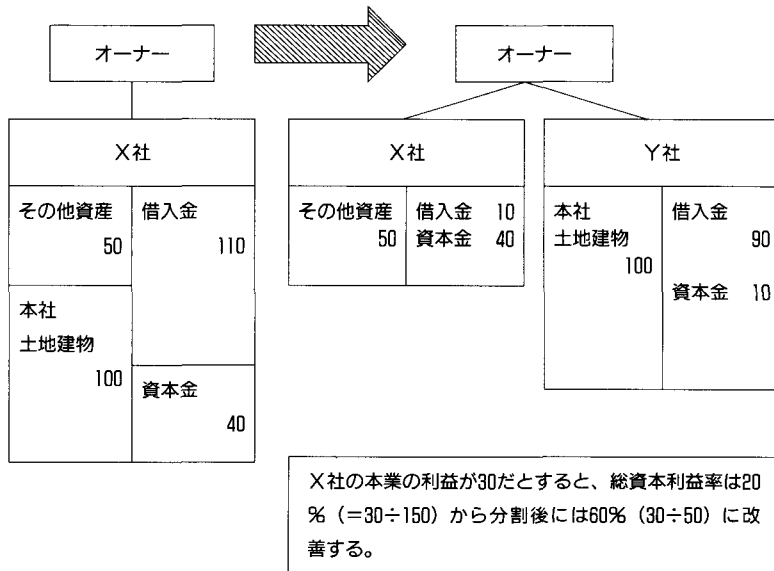 オーナー
オーナー
X社
その他資産
50
借入金
110
本社
土地建物
100
資本金
40
X社
その他資産
50
借入金 10
資本金 40
Y社
本社
土地建物
100
借入金
90
資本金 10
X社の本業の利益が30だとすると、総資本利益率は20
%（=30÷150）から分割後には60%（30÷50）に改
善する。